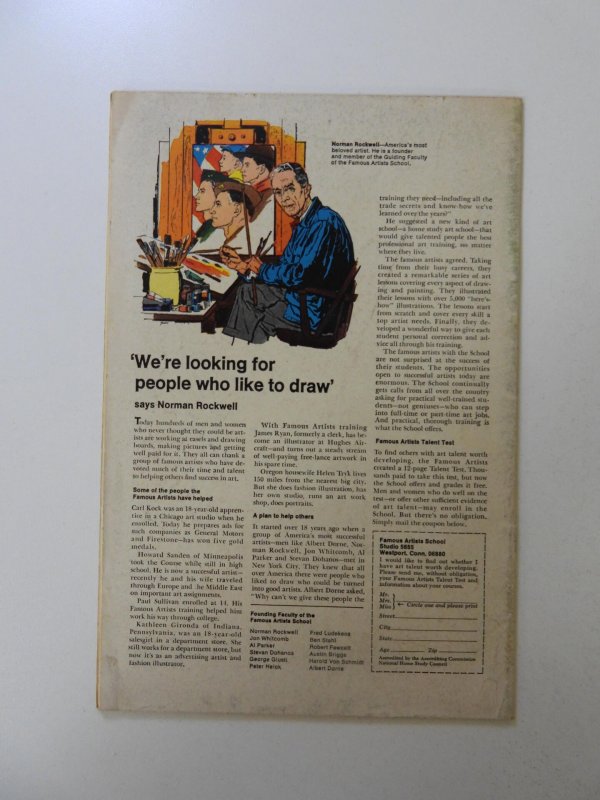 Norman Rockwell—America's most
beloved artist. He is a founder
and member of the Guiding Faculty
of the Famous Artists School.
'We're looking for
people who like to draw'
says Norman Rockwell
Today hundreds of men and women
who never thought they could be art-
ists are working at easels and drawing
boards, making pictures and getting
well paid for it. They all can thank a
group of famous artists who have de-
voted much of their time and talent
to helping others find success in art.
Some of the people the
Famous Artists have helped
Carl Kock was an 18-year-old appren-
tice in a Chicago art studio when he
enrolled. Today he prepares ads for
such companies as General Motors
and Firestone—has won five gold
medals.
Howard Sanden of Minneapolis
took the Course while still in high
school. He is now a successful artist—
recently he and his wife traveled
through Europe and the Middle East
on important art assignments.
Paul Sullivan enrolled at 14. His
Famous Artists training helped him
work his way through college.
Kathleen Gironda of Indiana,
Pennsylvania, was an 18-year-old
salesgirl in a department store. She
still works for a department store, but
now it's as an advertising artist and
fashion illustrator.
With Famous Artists training
James Ryan, formerly a clerk, has be-
come an illustrator at Hughes Air-
craft—and turns out a steady stream
of well-paying free-lance artwork in
his spare time.
Oregon housewife Helen Terk lives
150 miles from the nearest big city.
But she does fashion illustration, has
her own studio, runs an art work
shop, does portraits.
A plan to help others
It started over 18 years ago when a
group of America's most successful
artists—men like Albert Dorne, Nor-
man Rockwell, Jon Whitcomb, Al
Parker and Stevan Dohanos—met in
New York City. They knew that all
over America there were people who
liked to draw who could be turned
into good artists. Albert Dorne asked,
"Why can't we give these people the
Founding Faculty of the
Famous Artists School
Norman Rockwell
Jon Whitcomb
Al Parker
Stevan Dohanos
George Giusti
Peter Helck
Fred Ludekens
Ben Stahl
Robert Fawcett
Austin Briggs
Harold Von Schmidt
Albert Dorne
training they need—including all the
trade secrets and know-how we've
learned over the years?"
He suggested a new kind of art
school—a home study art school—that
would give talented people the best
professional art training, no matter
where they live.
The famous artists agreed. Taking
time from their busy careers, they
created a remarkable series of art
lessons covering every aspect of draw-
ing and painting. They illustrated
their lessons with over 5,000 "here's-
how" illustrations. The lessons start
from scratch and cover every skill a
top artist needs. Finally, they de-
veloped a wonderful way to give each
student personal correction and ad-
vice all through his training.
The famous artists with the School
are not surprised at the success of
their students. The opportunities
open to successful artists today are
enormous. The School continually
gets calls from all over the country
asking for practical well-trained stu-
dents—not geniuses—who can step
into full-time or part-time art jobs.
And practical, thorough training is
what the School offers.
Famous Artists Talent Test
To find others with art talent worth
developing, the Famous Artists
created a 12-page Talent Test. Thou-
sands paid to take this test, but now
the School offers and grades it free.
Men and women who do well on the
test—or offer other sufficient evidence
of art talent—may enroll in the
School. But there's no obligation.
Simply mail the coupon below.
Famous Artists School
Studio 5655
Westport, Conn. 06880
I would like to find out whether I
have art talent worth developing.
Please send me, without obligation,
your Famous Artists Talent Test and
information about your courses.
Mr.
Mrs.
Miss
← Circle one and please print
Street
City
State
Age Zip
Accredited by the Accrediting Commission
National Home Study Council